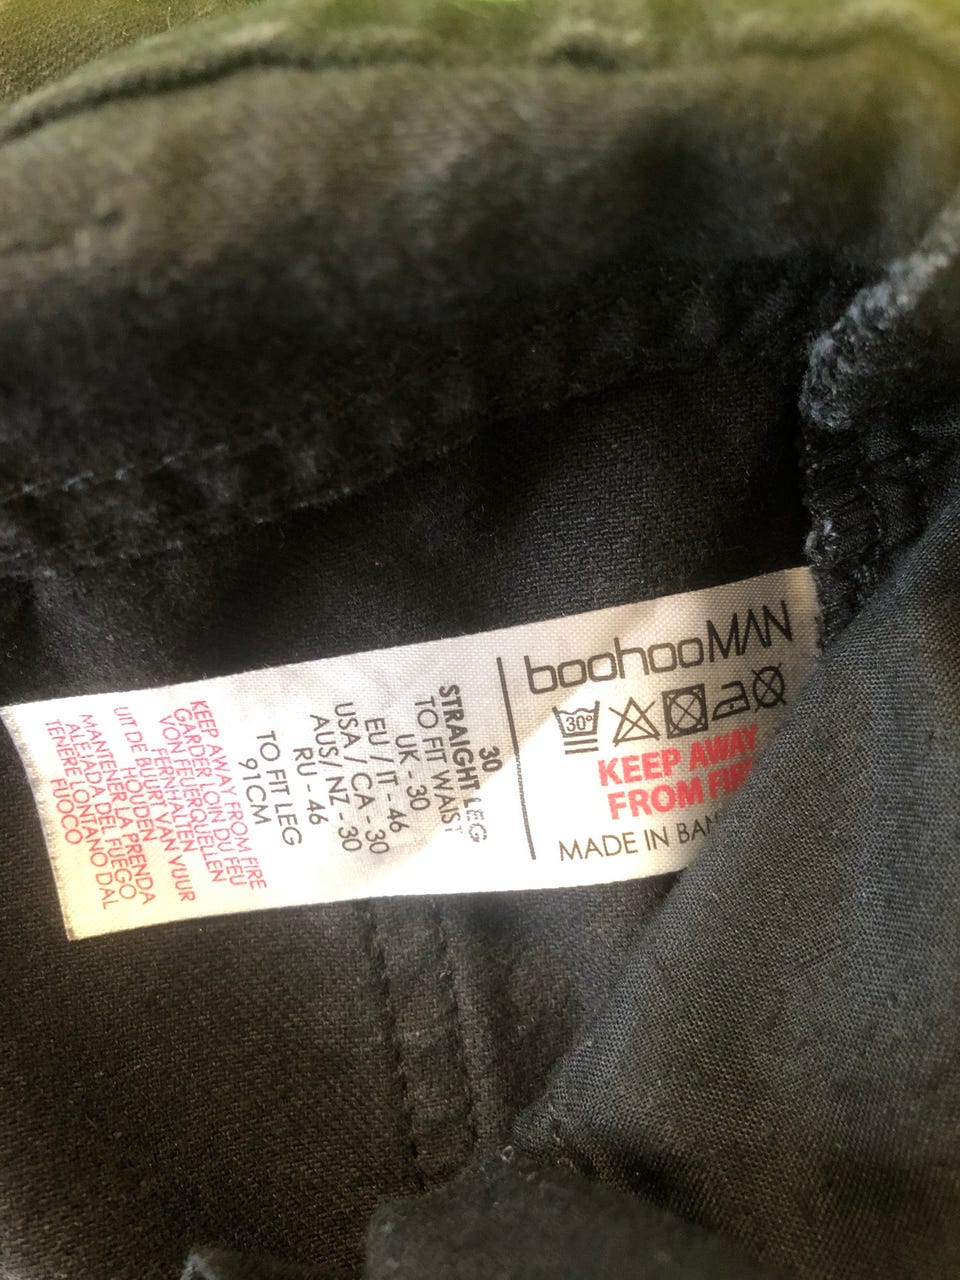 boohooMAN
30°
KEEP AWAY
FROM
MADE IN
30
STRAIGHT LEG
TO FIT WAIST
UK - 30
EU / IT - 46
USA / CA - 30
AUS/ NZ - 30
RU - 46
TO FIT LEG
91CM
KEEP AWAY FROM FIRE
GARDER LOIN DU FEU
VON FEUERQUELLEN
FERNHALTEN
UIT DE BUURT VAN VUUR
HOUDEN
MANTENER LA PRENDA
ALEJADA DEL FUEGO
TENERE LONTANO DAL
FUOCO